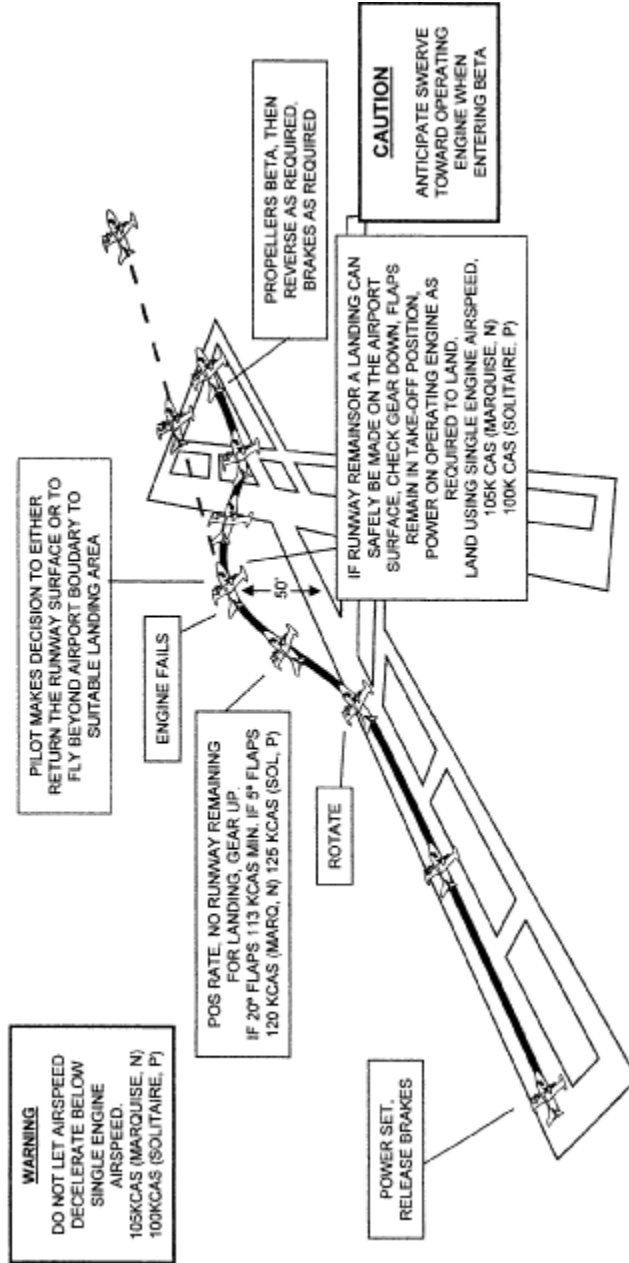 WARNING
DO NOT LET AIRSPEED
DECELERATE BELOW
SINGLE ENGINE
AIRSPEED.
105KCAS (MARQUISE, N)
100KCAS (SOLITAIRE, P)
PILOT MAKES DECISION TO EITHER
RETURN THE RUNWAY SURFACE OR TO
FLY BEYOND AIRPORT BOUDARY TO
SUITABLE LANDING AREA
ENGINE FAILS
POS RATE, NO RUNWAY REMAINING
FOR LANDING, GEAR UP.
IF 20° FLAPS 113 KCAS MIN. IF 5° FLAPS
120 KCAS (MARQ, N) 125 KCAS (SOL, P)
ROTATE
POWER SET,
RELEASE BRAKES
50'
PROPELLERS BETA, THEN
REVERSE AS REQUIRED,
BRAKES AS REQUIRED
IF RUNWAY REMAINSOR A LANDING CAN
SAFELY BE MADE ON THE AIRPORT
SURFACE, CHECK GEAR DOWN, FLAPS
REMAIN IN TAKE-OFF POSITION,
POWER ON OPERATING ENGINE AS
REQUIRED TO LAND.
LAND USING SINGLE ENGINE AIRSPEED,
105K CAS (MARQUISE, N)
100K CAS (SOLITAIRE, P)
CAUTION
ANTICIPATE SWERVE
TOWARD OPERATING
ENGINE WHEN
ENTERING BETA